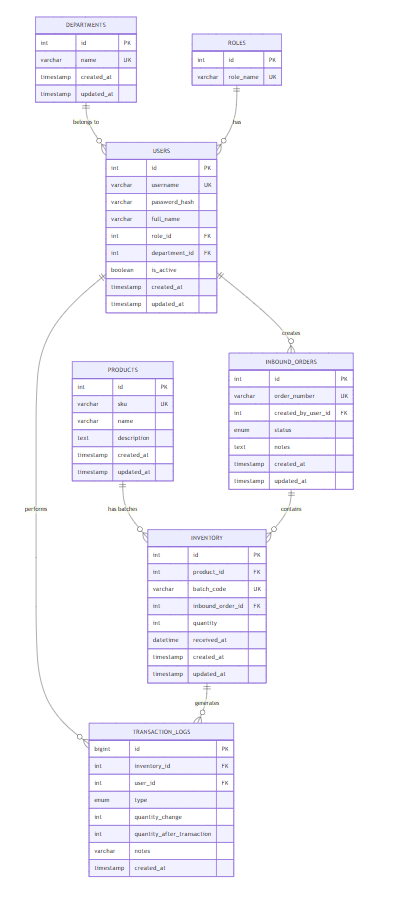 DEPARTMENTS
int id PK
varchar name UK
timestamp created_at
timestamp updated_at
ROLES
int id PK
varchar role_name UK
belongs to
has
USERS
int id PK
varchar username UK
varchar password_hash
varchar full_name
int role_id FK
int department_id FK
boolean is_active
timestamp created_at
timestamp updated_at
creates
PRODUCTS
int id PK
varchar sku UK
varchar name
text description
timestamp created_at
timestamp updated_at
INBOUND_ORDERS
int id PK
varchar order_number UK
int created_by_user_id FK
enum status
text notes
timestamp created_at
timestamp updated_at
performs
has batches
contains
INVENTORY
int id PK
int product_id FK
varchar batch_code UK
int inbound_order_id FK
int quantity
datetime received_at
timestamp created_at
timestamp updated_at
generates
TRANSACTION_LOGS
bigint id PK
int inventory_id FK
int user_id FK
enum type
int quantity_change
int quantity_after_transaction
varchar notes
timestamp created_at